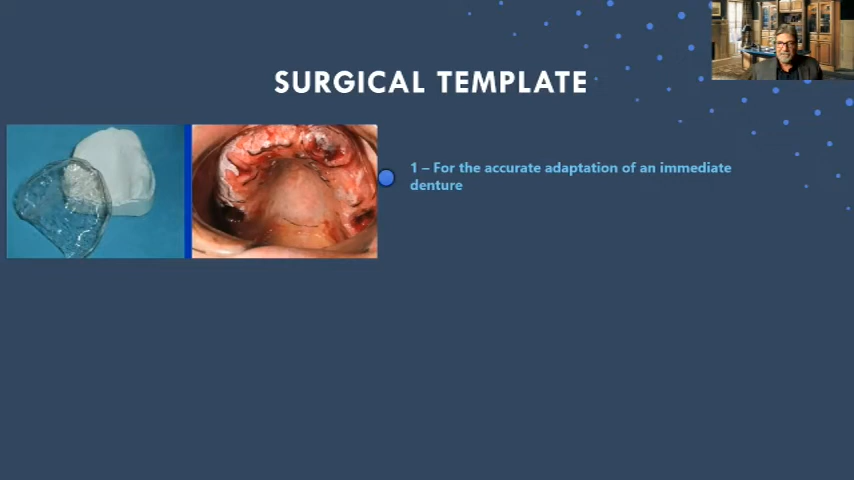 SURGICAL TEMPLATE
1 – For the accurate adaptation of an immediate
denture